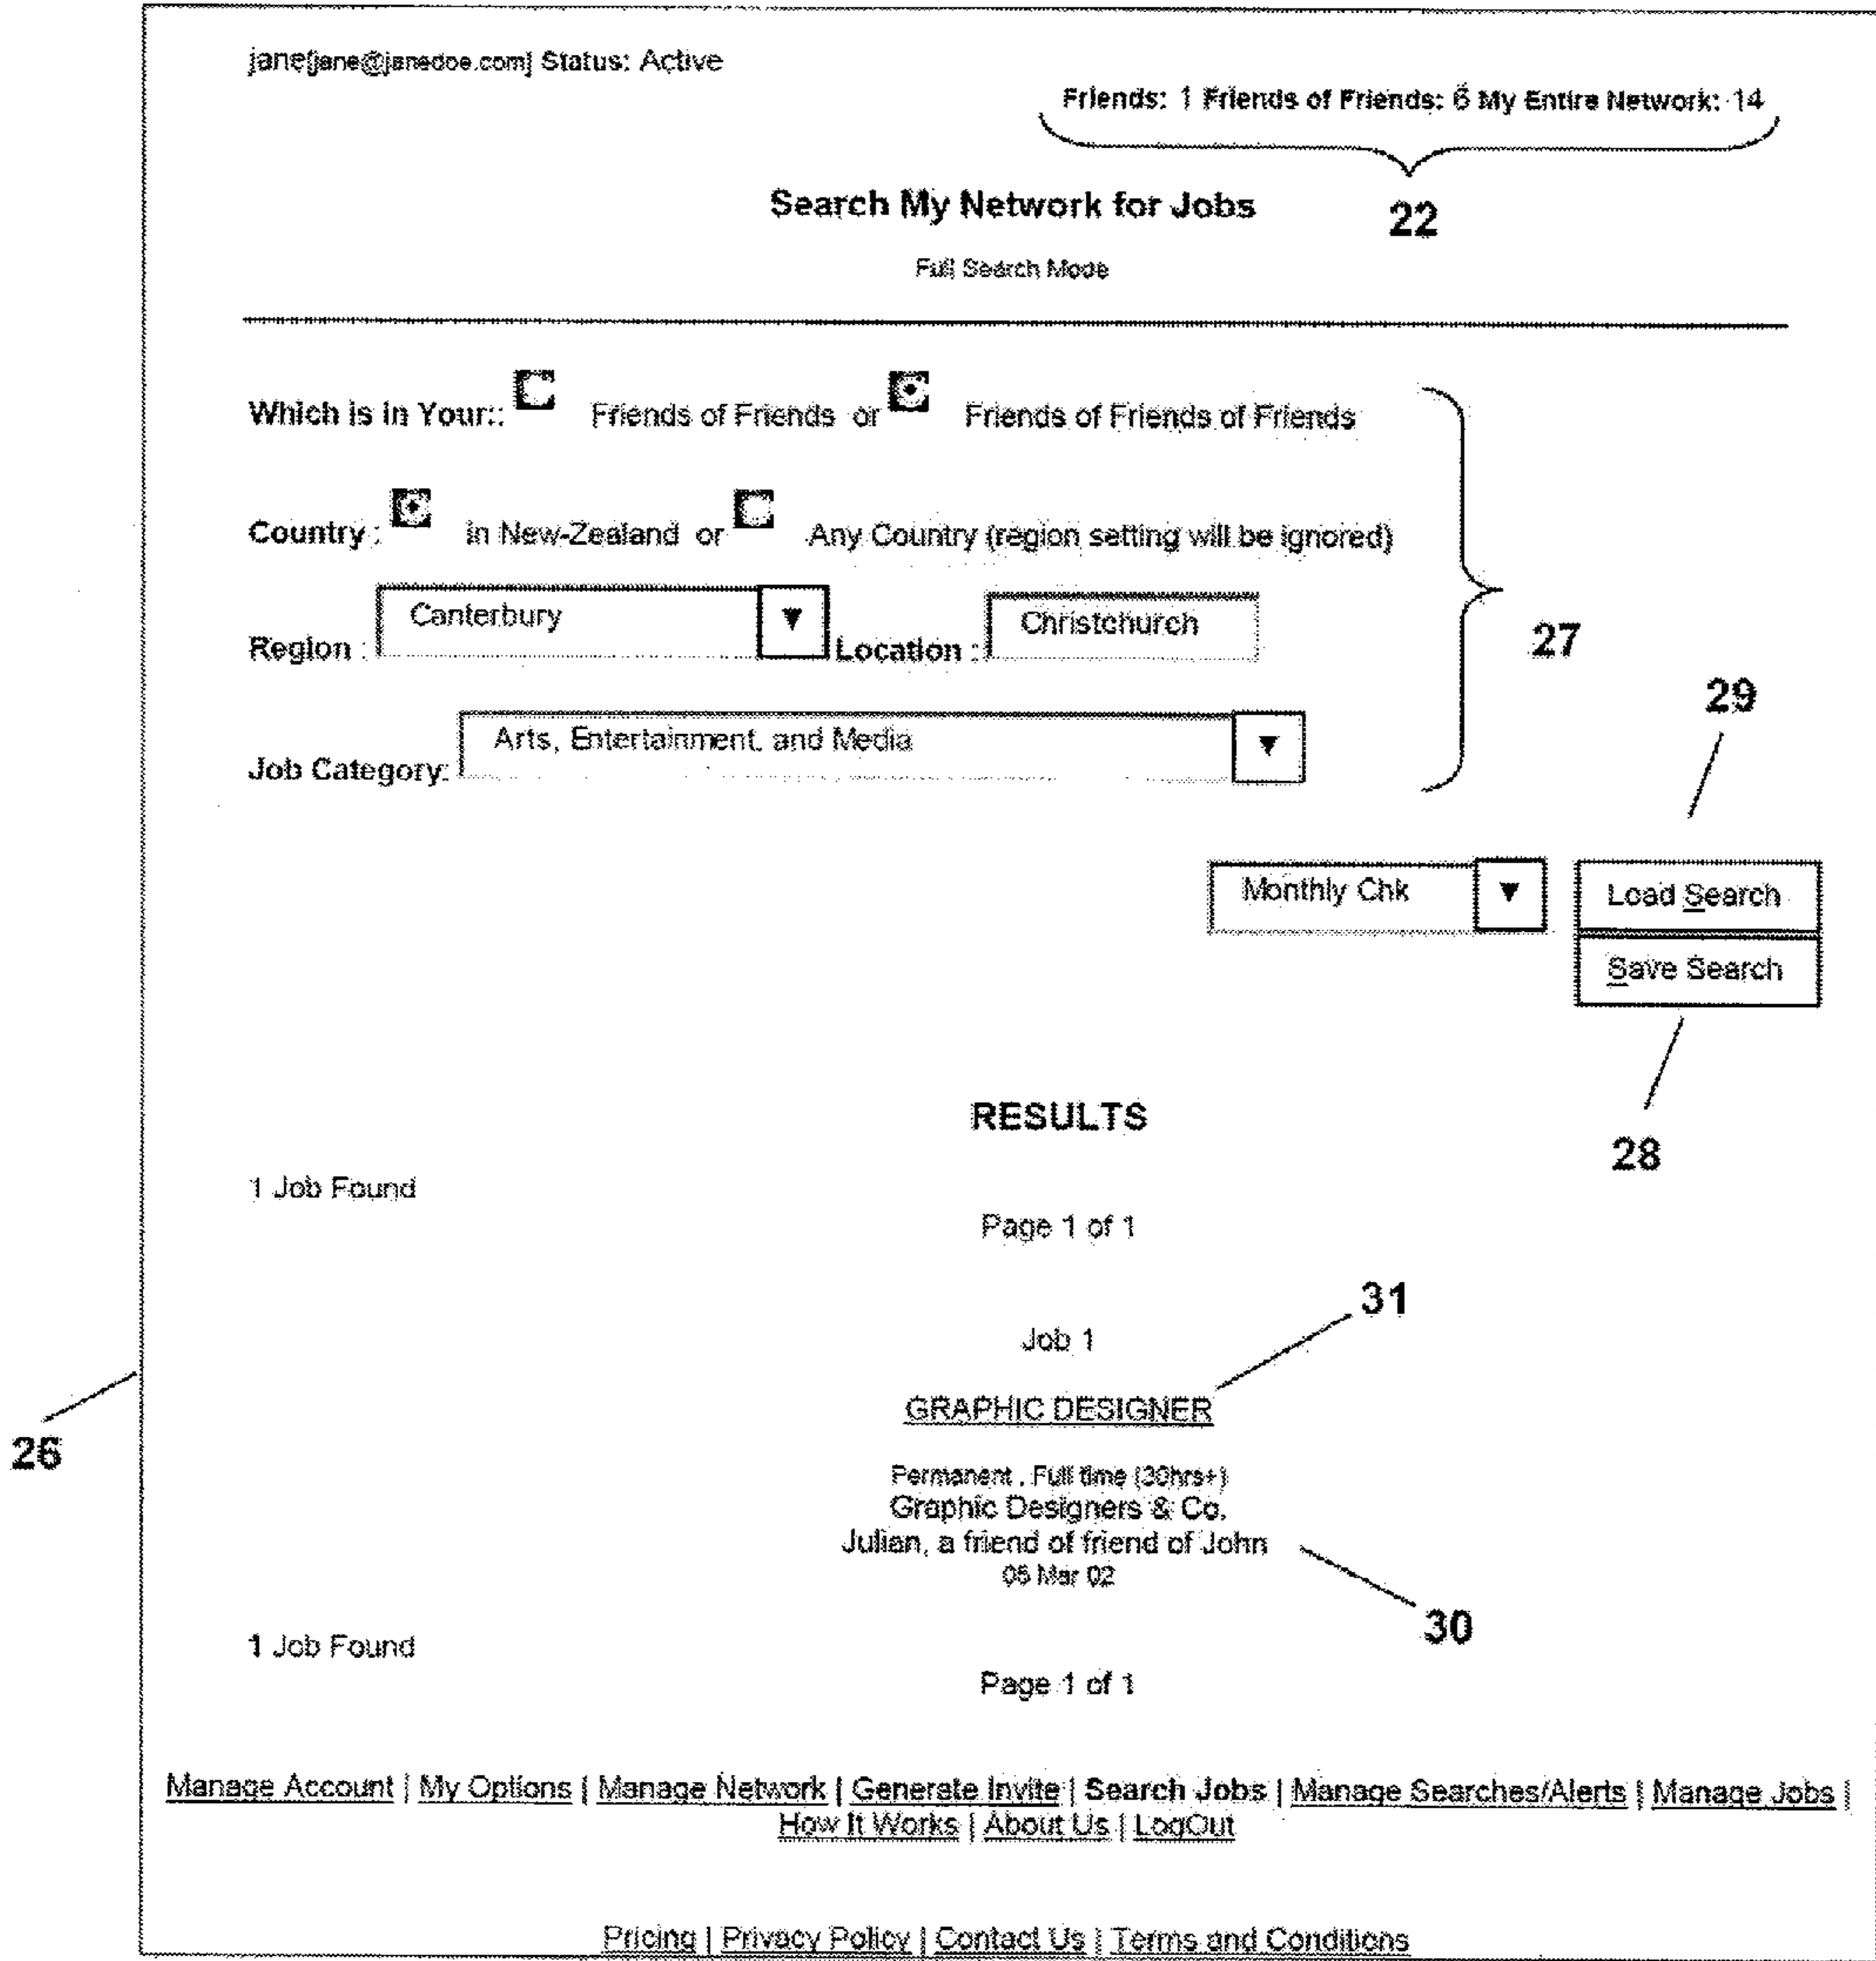 jane[jane@janedoe.com] Status: Active
Friends: 1 Friends of Friends: 6 My Entire Network: 14
22
Search My Network for Jobs
Full Search Mode
Which is in Your:: Friends of Friends or Friends of Friends of Friends
Country : in New-Zealand or Any Country (region setting will be ignored)
Region : Canterbury ▼ Location : Christchurch
27
Job Category: Arts, Entertainment, and Media ▼
29
Monthly Chk ▼ Load Search
Save Search
28
RESULTS
1 Job Found
Page 1 of 1
31
Job 1
GRAPHIC DESIGNER
26
Permanent , Full time (30hrs+)
Graphic Designers & Co.
Julian, a friend of friend of John
Mar 02
30
1 Job Found
Page 1 of 1
Manage Account | My Options | Manage Network | Generate Invite | Search Jobs | Manage Searches/Alerts | Manage Jobs |
How It Works | About Us | LogOut
Pricing | Privacy Policy | Contact Us | Terms and Conditions